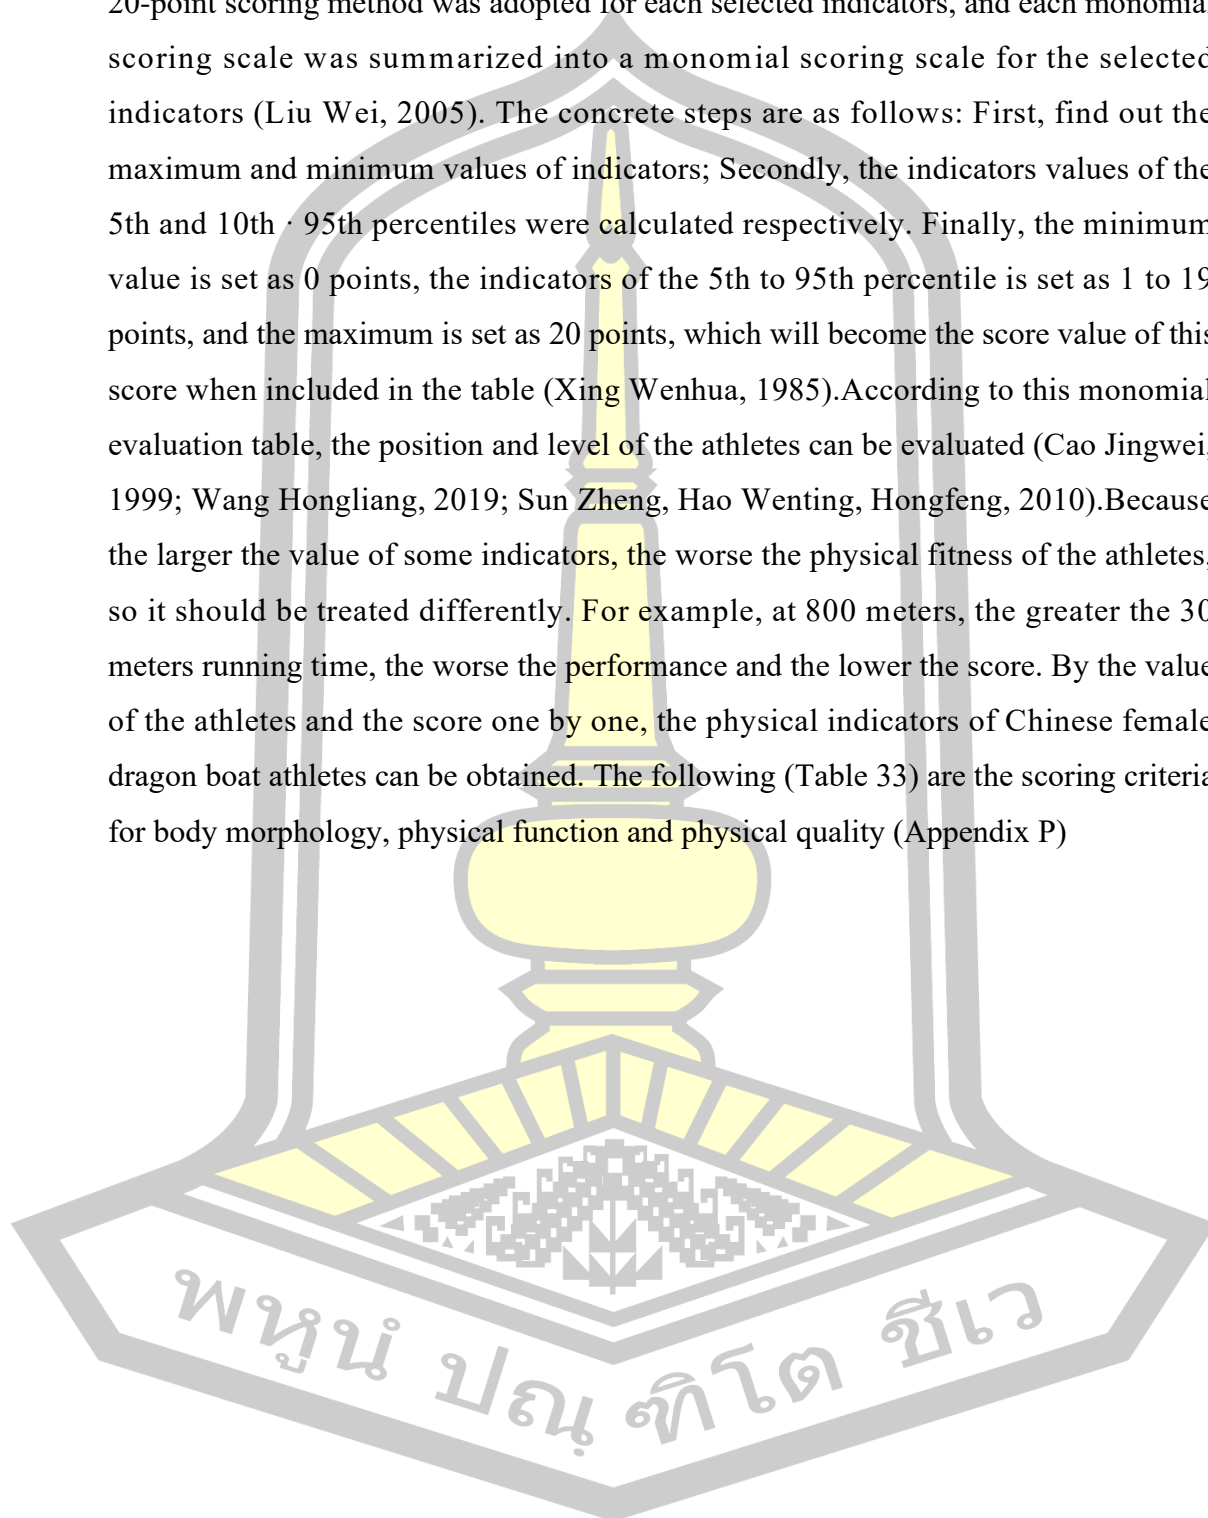 20-point scoring method was adopted for each selected indicators, and each monomial
scoring scale was summarized into a monomial scoring scale for the selected
indicators (Liu Wei, 2005). The concrete steps are as follows: First, find out the
maximum and minimum values of indicators; Secondly, the indicators values of the
5th and 10th · 95th percentiles were calculated respectively. Finally, the minimum
value is set as 0 points, the indicators of the 5th to 95th percentile is set as 1 to 19
points, and the maximum is set as 20 points, which will become the score value of this
score when included in the table (Xing Wenhua, 1985).According to this monomial
evaluation table, the position and level of the athletes can be evaluated (Cao Jingwei,
1999; Wang Hongliang, 2019; Sun Zheng, Hao Wenting, Hongfeng, 2010).Because
the larger the value of some indicators, the worse the physical fitness of the athletes,
so it should be treated differently. For example, at 800 meters, the greater the 30
meters running time, the worse the performance and the lower the score. By the value
of the athletes and the score one by one, the physical indicators of Chinese female
dragon boat athletes can be obtained. The following (Table 33) are the scoring criteria
for body morphology, physical function and physical quality (Appendix P)
พหูนํ ปณฺฑิโต ชีเว